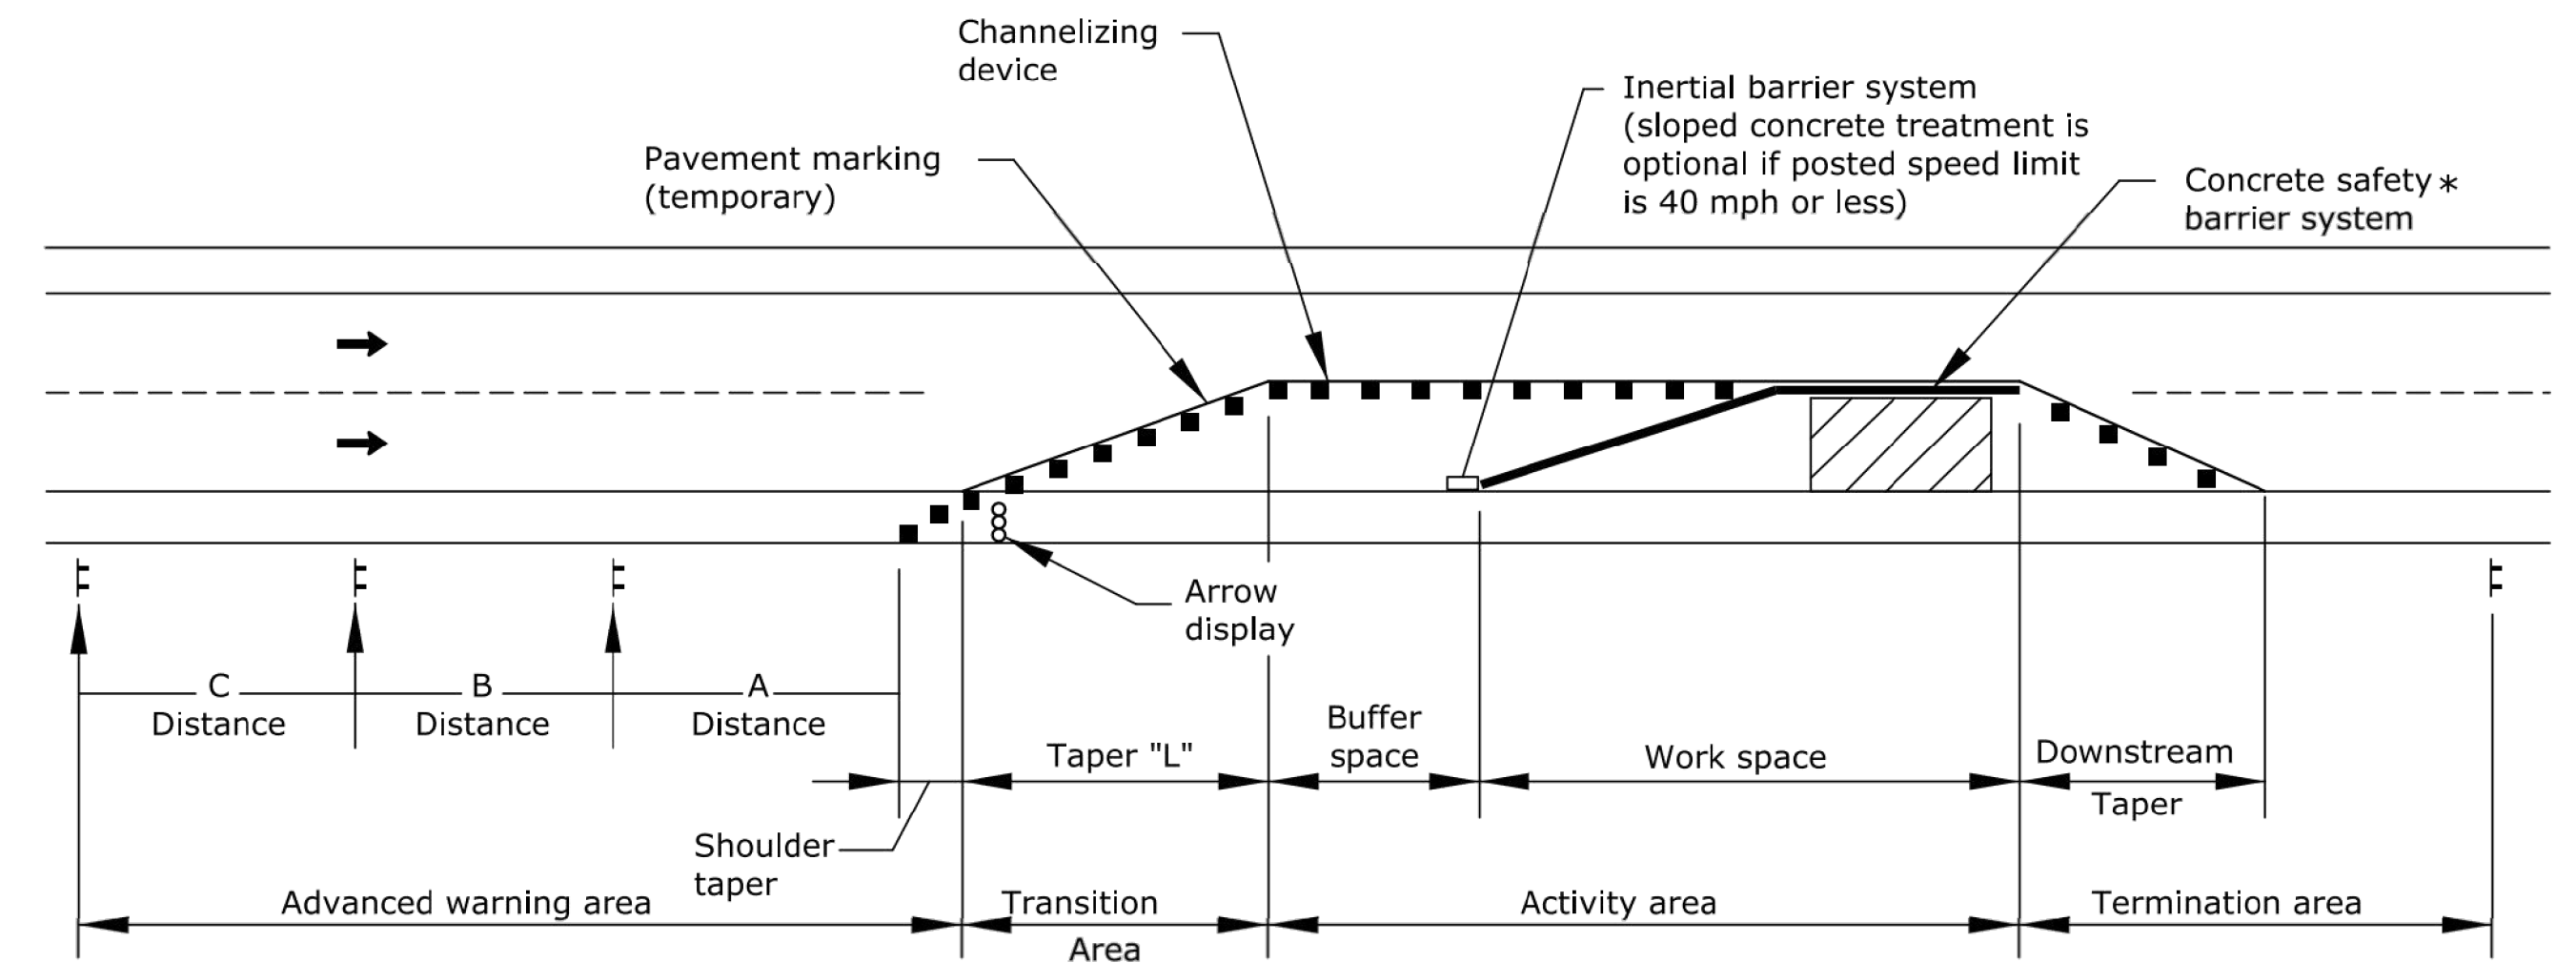 Channelizing
device
Inertial barrier system
(sloped concrete treatment is
optional if posted speed limit
is 40 mph or less)
Pavement marking
(temporary)
Concrete safety *
barrier system
Arrow
display
C
Distance
B
Distance
A
Distance
Shoulder
taper
Taper "L"
Buffer
space
Work space
Downstream
Taper
Advanced warning area
Transition
Area
Activity area
Termination area